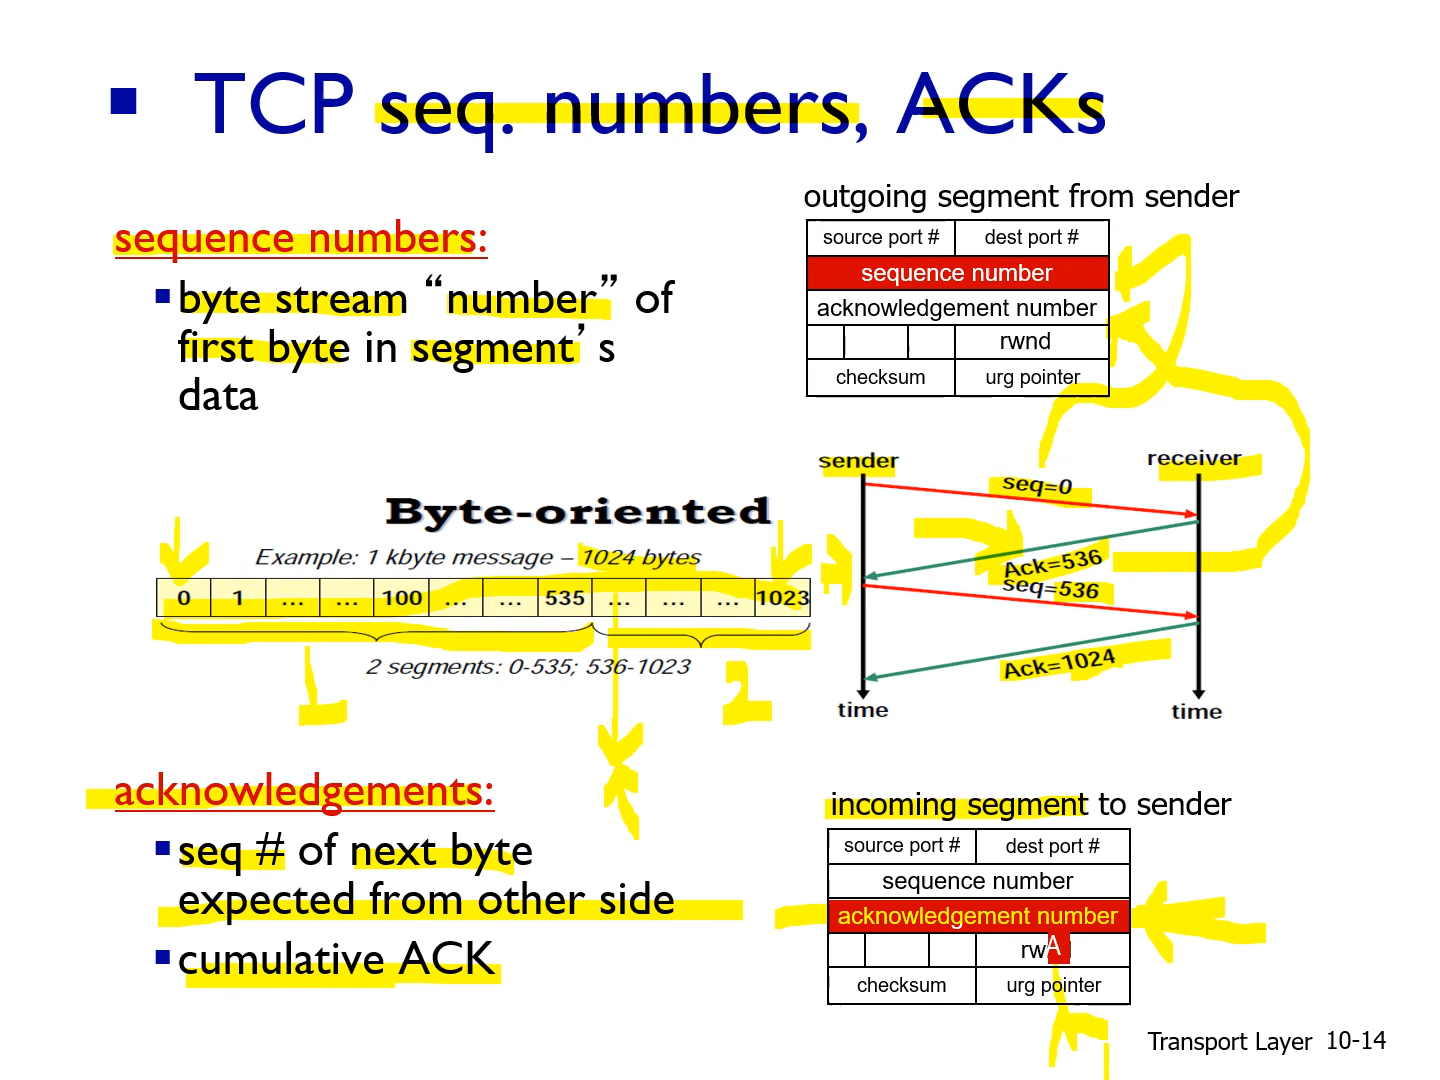 ▪ TCP seq. numbers, ACKs
sequence numbers:
▪ byte stream “number” of
first byte in segment’s
data
outgoing segment from sender
source port # dest port #
sequence number
acknowledgement number
rwnd
checksum urg pointer
Byte-oriented
Example: 1 kbyte message – 1024 bytes
0 1 ... ... 100 ... ... 535 ... ... ... 1023
2 segments: 0-535; 536-1023
1 2
sender receiver
seq=0
Ack=536
seq=536
Ack=1024
time time
acknowledgements:
▪ seq # of next byte
expected from other side
▪ cumulative ACK
incoming segment to sender
source port # dest port #
sequence number
acknowledgement number
A
checksum urg pointer
Transport Layer 10-14